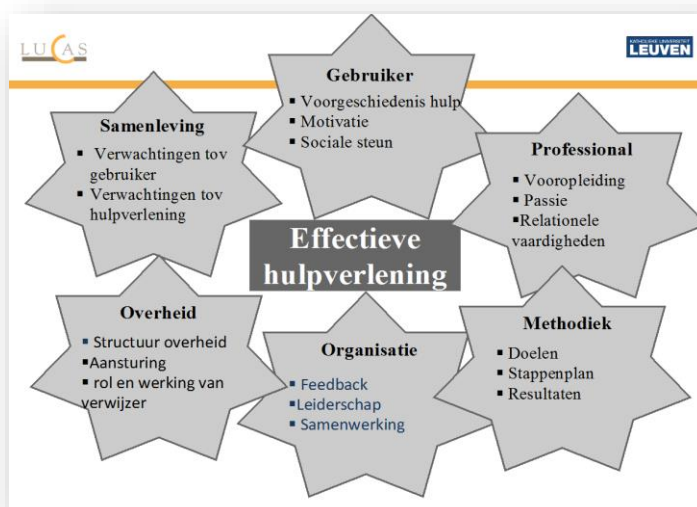 LUCAS
KATHOLIEKE UNIVERSITEIT
LEUVEN
Gebruiker
▪ Voorgeschiedenis hulp
▪ Motivatie
▪ Sociale steun
Samenleving
▪ Verwachtingen tov
gebruiker
▪ Verwachtingen tov
hulpverlening
Professional
▪ Vooropleiding
▪ Passie
▪Relationele
vaardigheden
Effectieve
hulpverlening
Overheid
▪ Structuur overheid
▪Aansturing
▪ rol en werking van
verwijzer
Organisatie
▪ Feedback
▪Leiderschap
▪ Samenwerking
Methodiek
▪ Doelen
▪ Stappenplan
▪ Resultaten